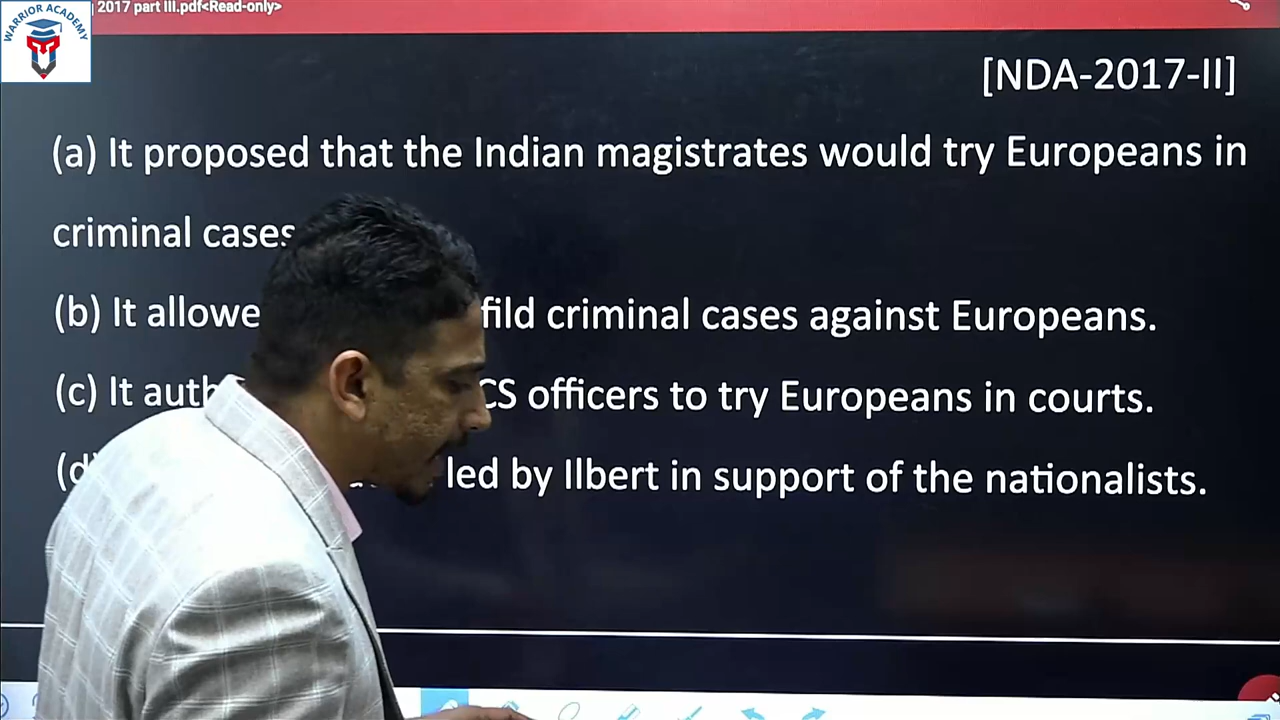 2017 part III.pdf<Read-only>
WARRIOR ACADEMY
[NDA-2017-II]
(a) It proposed that the Indian magistrates would try Europeans in
criminal cases
(b) It allowe fild criminal cases against Europeans.
(c) It auth CS officers to try Europeans in courts.
(d led by Ilbert in support of the nationalists.